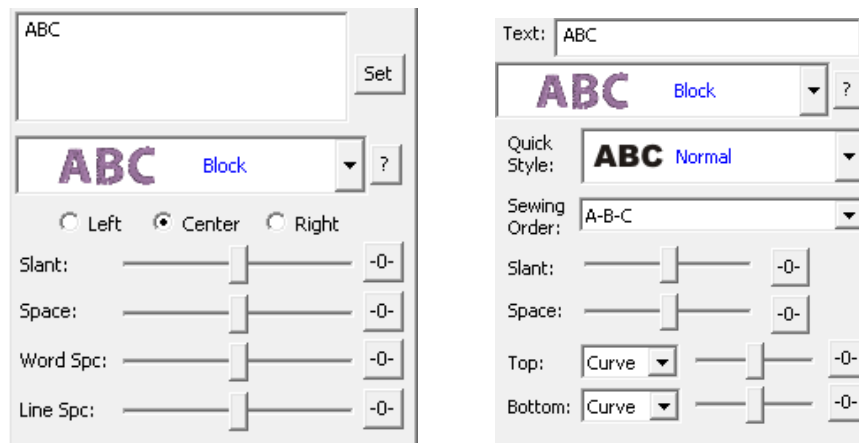 ABC
Set
ABC Block ?
Left Center Right
Slant: -0-
Space: -0-
Word Spc: -0-
Line Spc: -0-
Text: ABC
ABC Block ?
Quick
Style: ABC Normal
Sewing
Order: A-B-C
Slant: -0-
Space: -0-
Top: Curve -0-
Bottom: Curve -0-